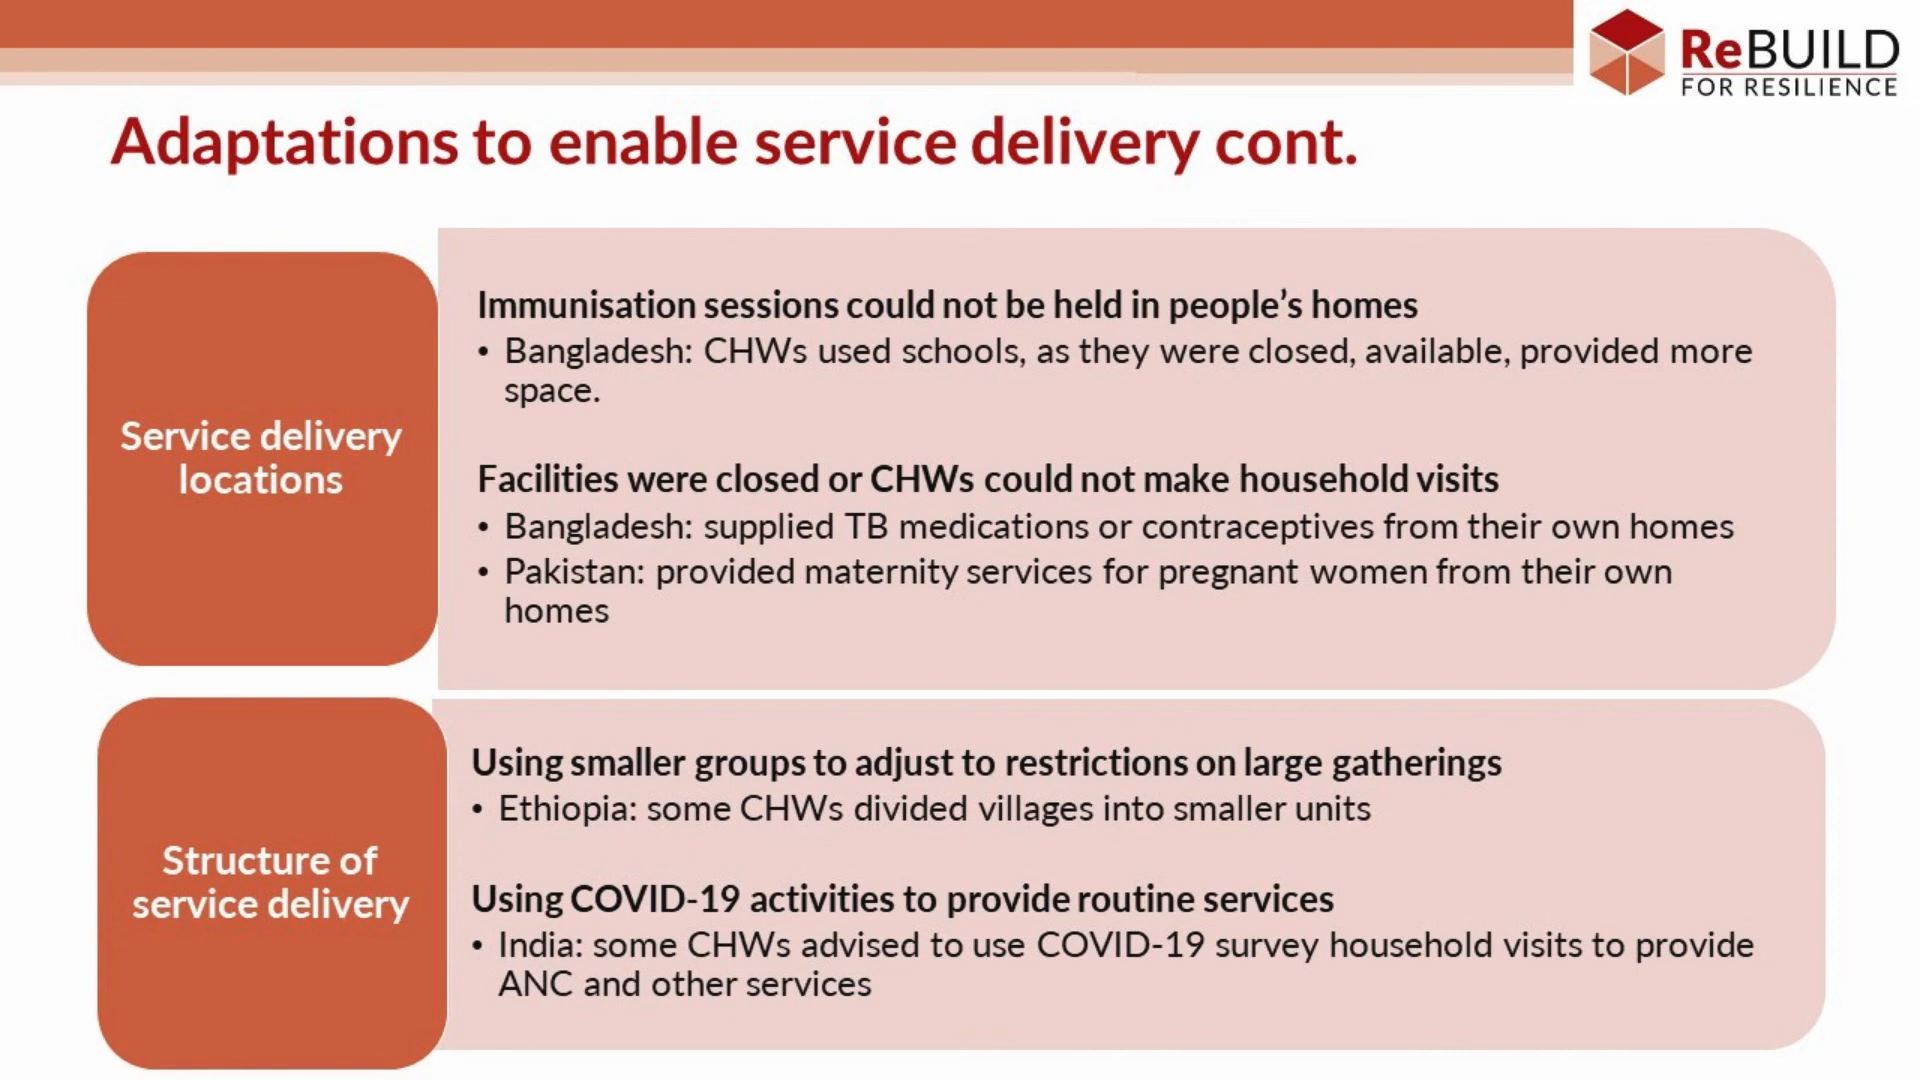 ReBUILD
FOR RESILIENCE
Adaptations to enable service delivery cont.
Service delivery
locations
Immunisation sessions could not be held in people’s homes
• Bangladesh: CHWs used schools, as they were closed, available, provided more
space.
Facilities were closed or CHWs could not make household visits
• Bangladesh: supplied TB medications or contraceptives from their own homes
• Pakistan: provided maternity services for pregnant women from their own
homes
Structure of
service delivery
Using smaller groups to adjust to restrictions on large gatherings
• Ethiopia: some CHWs divided villages into smaller units
Using COVID-19 activities to provide routine services
• India: some CHWs advised to use COVID-19 survey household visits to provide
ANC and other services